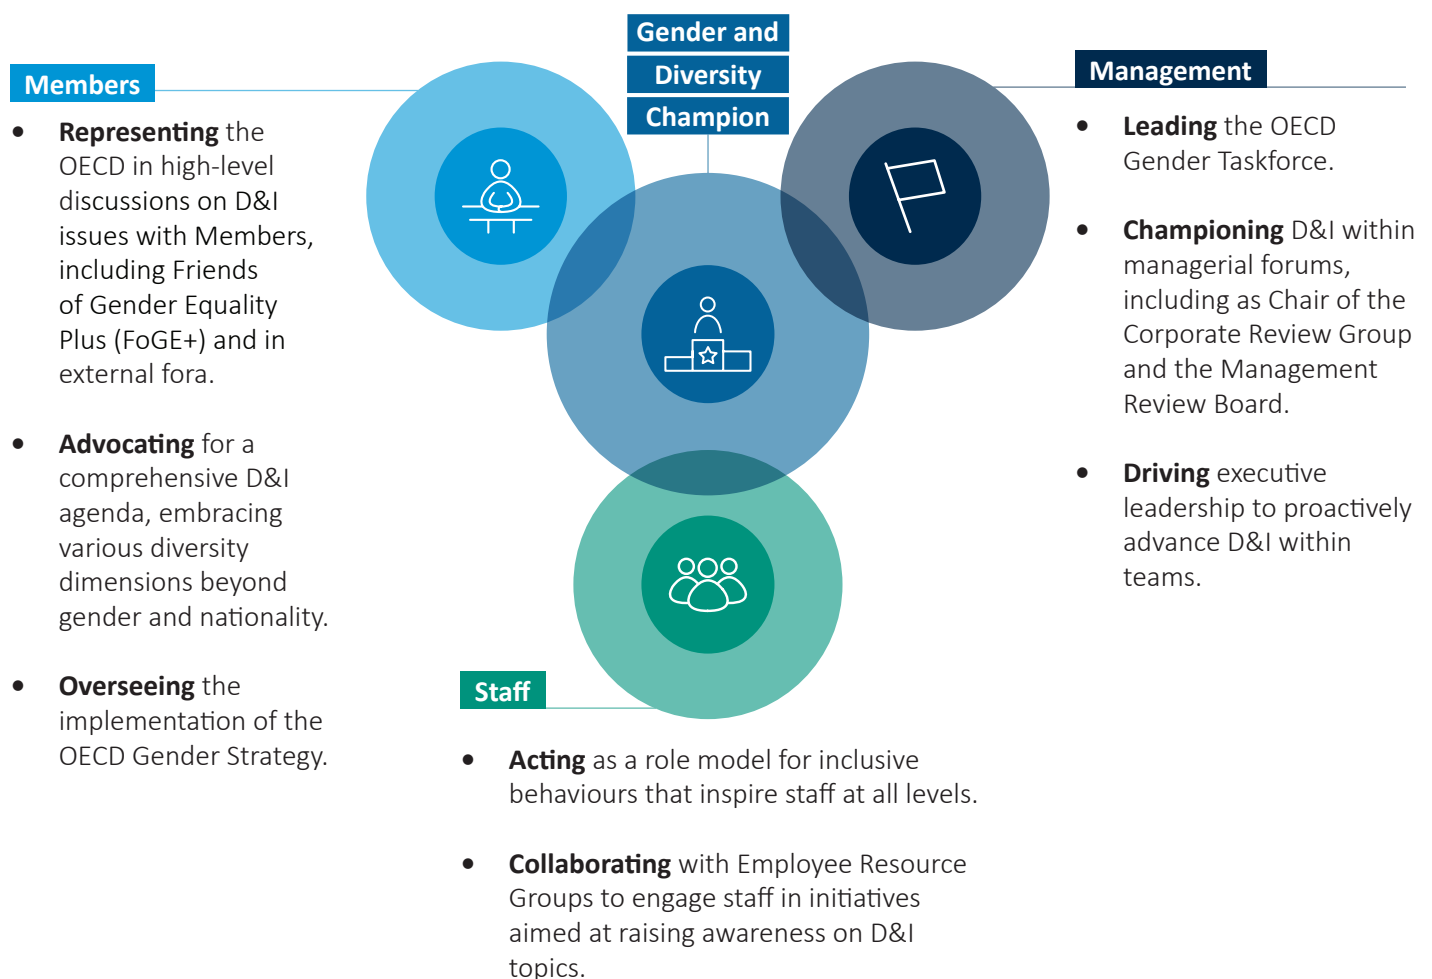 Gender and
Diversity
Champion
Members
• Representing the
OECD in high-level
discussions on D&I
issues with Members,
including Friends
of Gender Equality
Plus (FoGE+) and in
external fora.
• Advocating for a
comprehensive D&I
agenda, embracing
various diversity
dimensions beyond
gender and nationality.
• Overseeing the
implementation of the
OECD Gender Strategy.
Management
• Leading the OECD
Gender Taskforce.
• Championing D&I within
managerial forums,
including as Chair of the
Corporate Review Group
and the Management
Review Board.
• Driving executive
leadership to proactively
advance D&I within
teams.
Staff
• Acting as a role model for inclusive
behaviours that inspire staff at all levels.
• Collaborating with Employee Resource
Groups to engage staff in initiatives
aimed at raising awareness on D&I
topics.